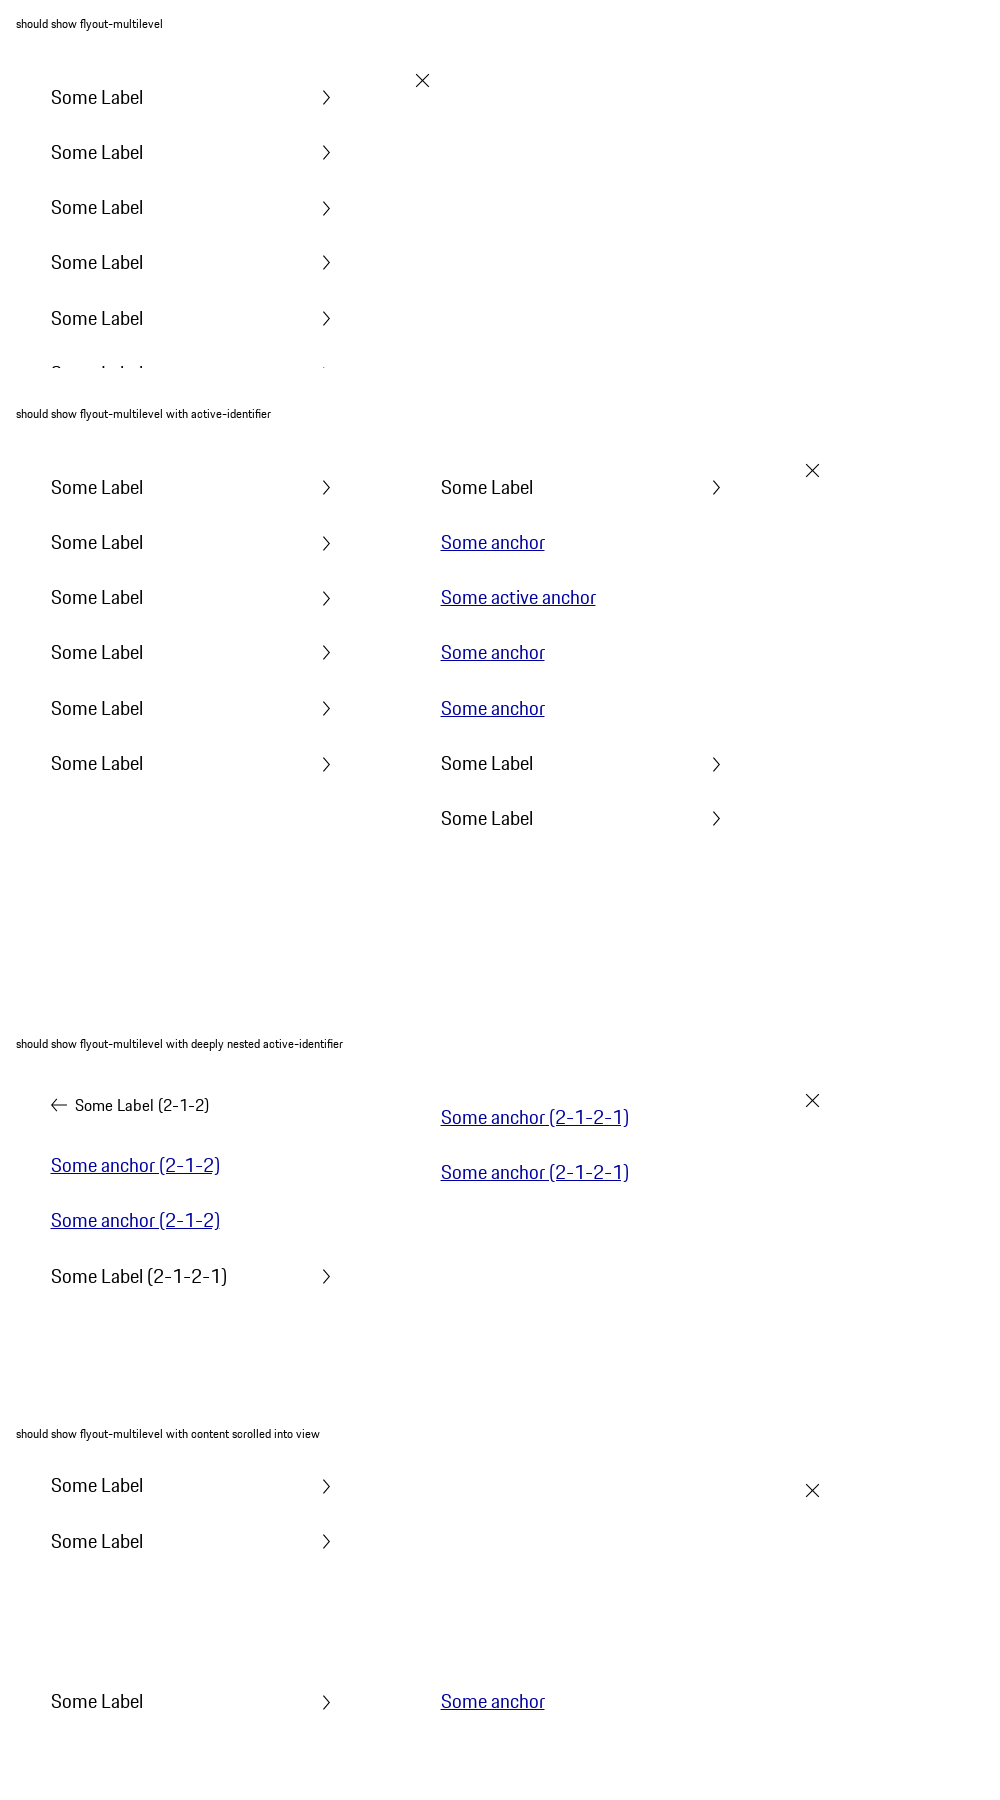 should show flyout-multilevel
Some Label
Some Label
Some Label
Some Label
Some Label
should show flyout-multilevel with active-identifier
Some Label
Some Label
Some Label
Some Label
Some Label
Some Label
Some Label
Some anchor
Some active anchor
Some anchor
Some anchor
Some Label
Some Label
should show flyout-multilevel with deeply nested active-identifier
Some Label (2-1-2)
Some anchor (2-1-2)
Some anchor (2-1-2)
Some Label (2-1-2-1)
Some anchor (2-1-2-1)
Some anchor (2-1-2-1)
should show flyout-multilevel with content scrolled into view
Some Label
Some Label
Some Label
Some anchor